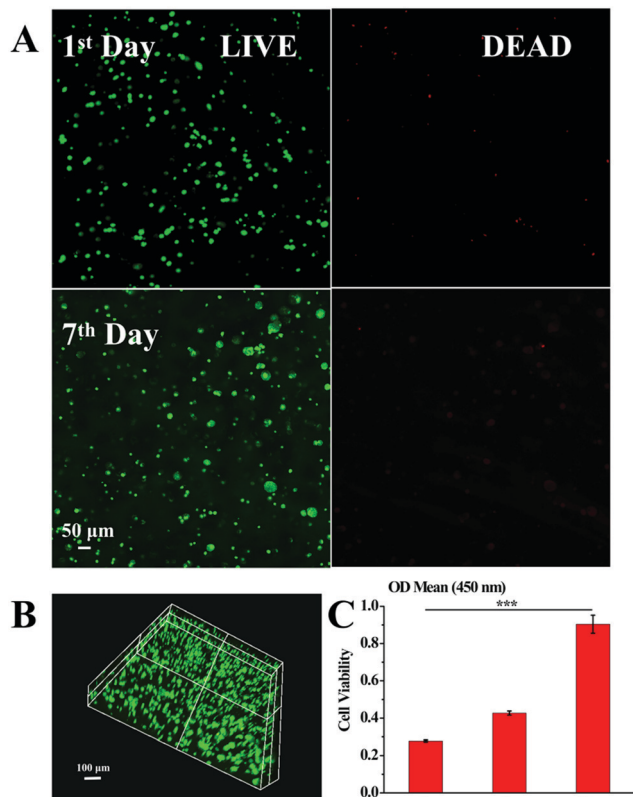 A
1st Day LIVE DEAD
7th Day
50 μm
B
100 μm
C
OD Mean (450 nm)
***
Cell Viability
1.0
0.8
0.6
0.4
0.2
0.0